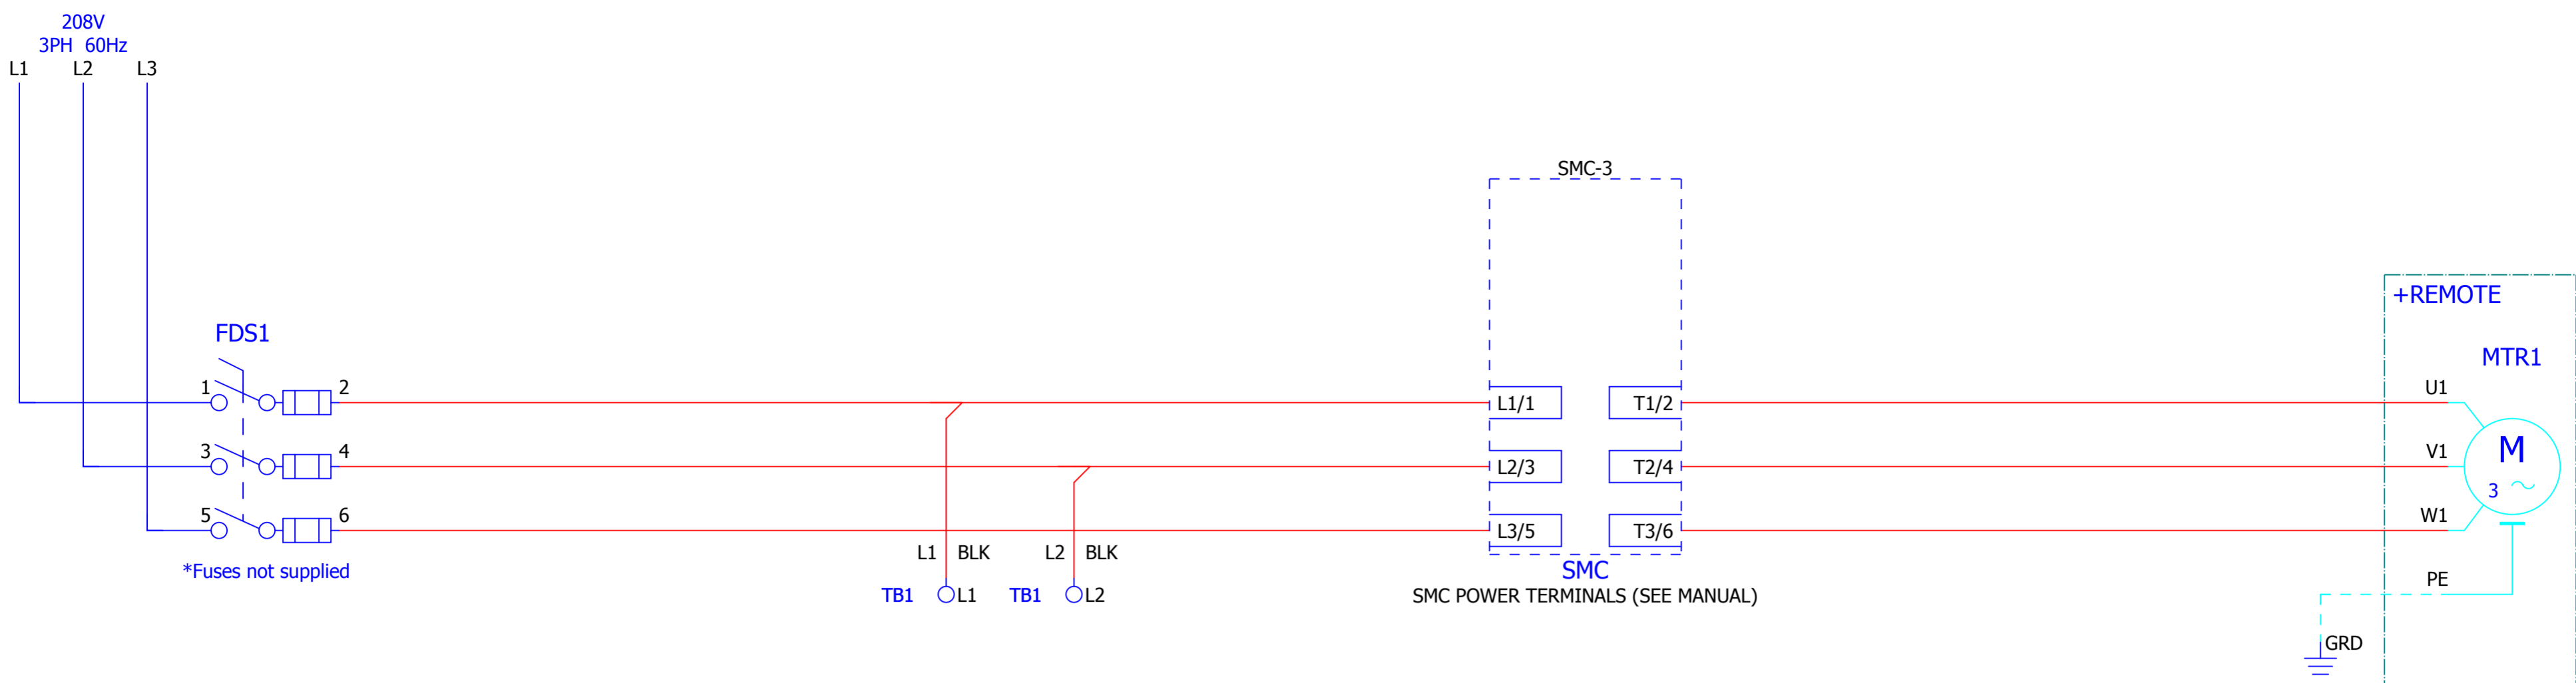 208V
3PH 60Hz
L1 L2 L3
SMC-3
+REMOTE
FDS1
MTR1
1 2
L1/1 T1/2
U1
3 4
L2/3 T2/4
V1
M
3
5 6
L3/5 T3/6
W1
L1 BLK L2 BLK
*Fuses not supplied
SMC
PE
TB1 L1 TB1 L2
SMC POWER TERMINALS (SEE MANUAL)
GRD